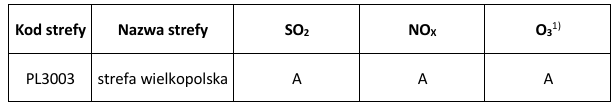 Kod strefy Nazwa strefy SO₂ NOₓ O₃¹⁾
PL3003 strefa wielkopolska A A A